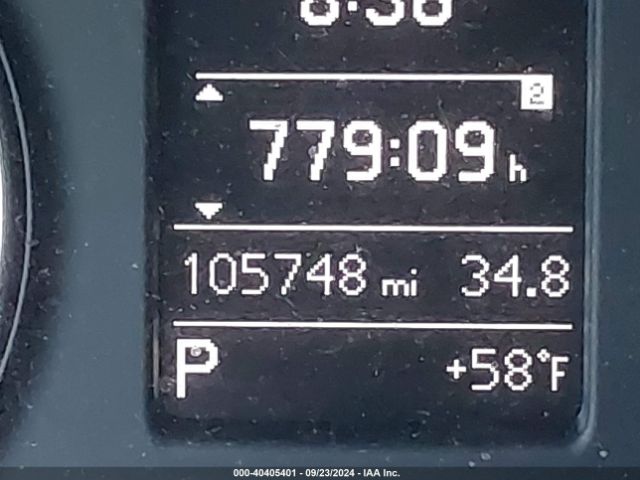 2
779:09 h
105748 mi 34.8
P +58°F
000-40405401 - 09/23/2024 - IAA Inc.